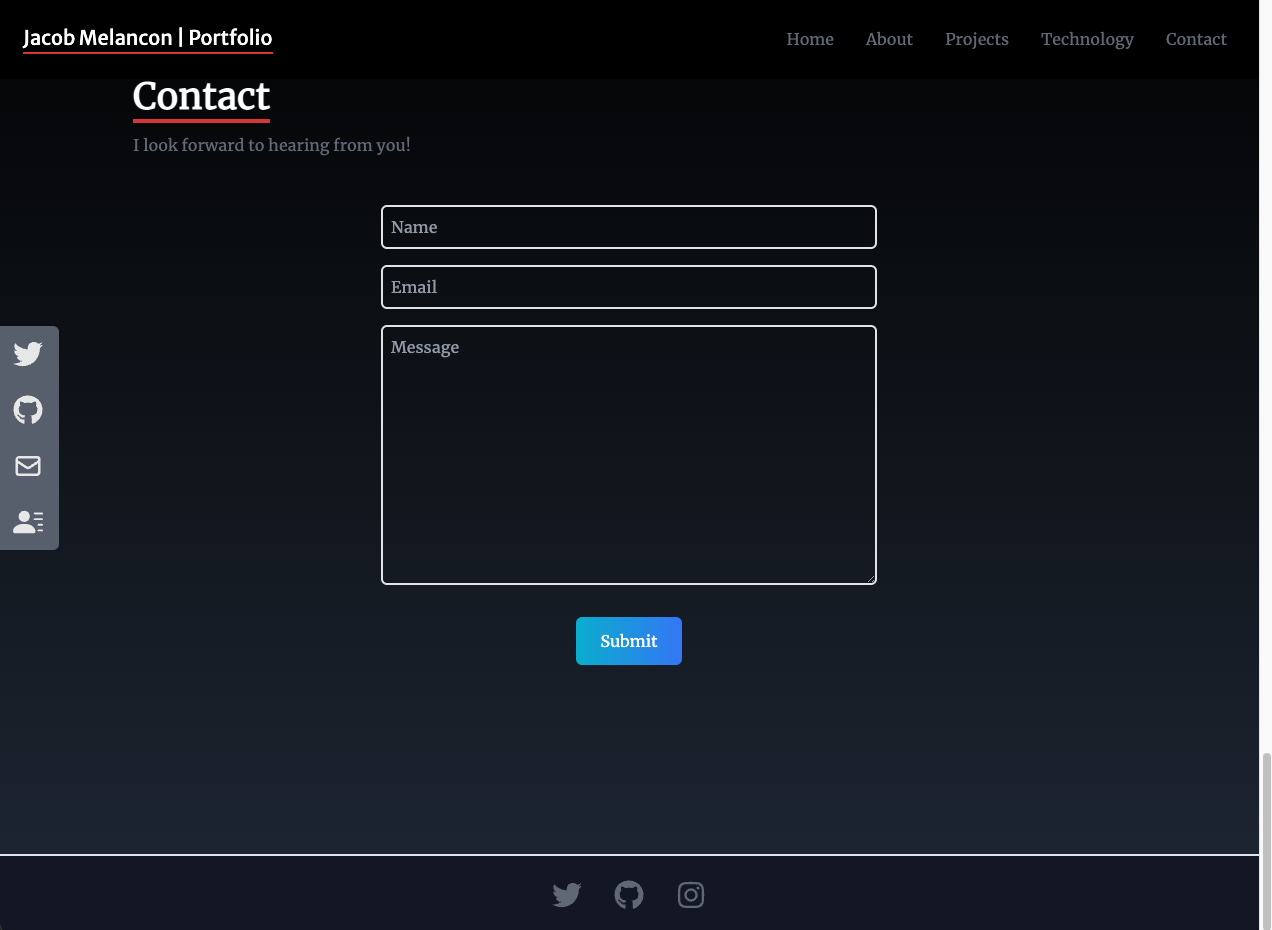 Jacob Melancon | Portfolio
Home About Projects Technology Contact
Contact
I look forward to hearing from you!
Name
Email
Message
Submit